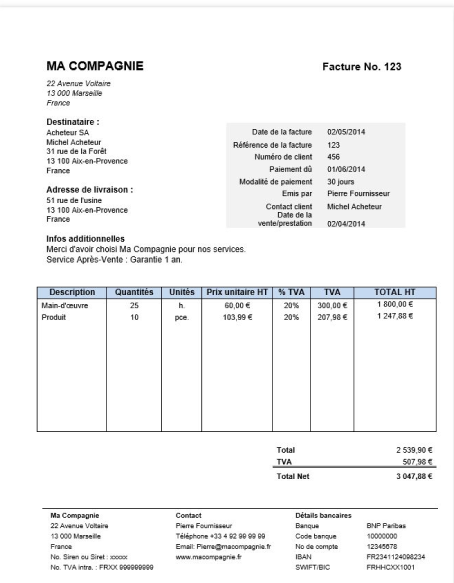 MA COMPAGNIE
Facture No. 123
22 Avenue Voltaire
13 000 Marseille
France
Destinataire :
Acheteur SA
Michel Acheteur
31 rue de la Forêt
13 100 Aix-en-Provence
France
Adresse de livraison :
51 rue de l'usine
13 100 Aix-en-Provence
France
Date de la facture 02/05/2014
Référence de la facture 123
Numéro de client 456
Paiement dû 01/06/2014
Modalité de paiement 30 jours
Emis par Pierre Fournisseur
Contact client Michel Acheteur
Date de la
vente/prestation 02/04/2014
Infos additionnelles
Merci d'avoir choisi Ma Compagnie pour nos services.
Service Après-Vente : Garantie 1 an.
Description Quantités Unités Prix unitaire HT % TVA TVA TOTAL HT
Main-d'œuvre 25 h. 60,00 € 20% 300,00 € 1 800,00 €
Produit 10 pce. 103,99 € 20% 207,98 € 1 247,88 €
Total 2 539,90 €
TVA 507,98 €
Total Net 3 047,88 €
Ma Compagnie Contact Détails bancaires
22 Avenue Voltaire Pierre Fournisseur Banque BNP Paribas
13 000 Marseille Téléphone +33 4 92 99 99 99 Code banque 10000000
France Email: Pierre@macompagnie.fr No de compte 12345678
No. Siren ou Siret : xxxxx www.macompagnie.fr IBAN FR2341124098234
No. TVA intra. : FRXX 999999999 SWIFT/BIC FRHHCXX1001